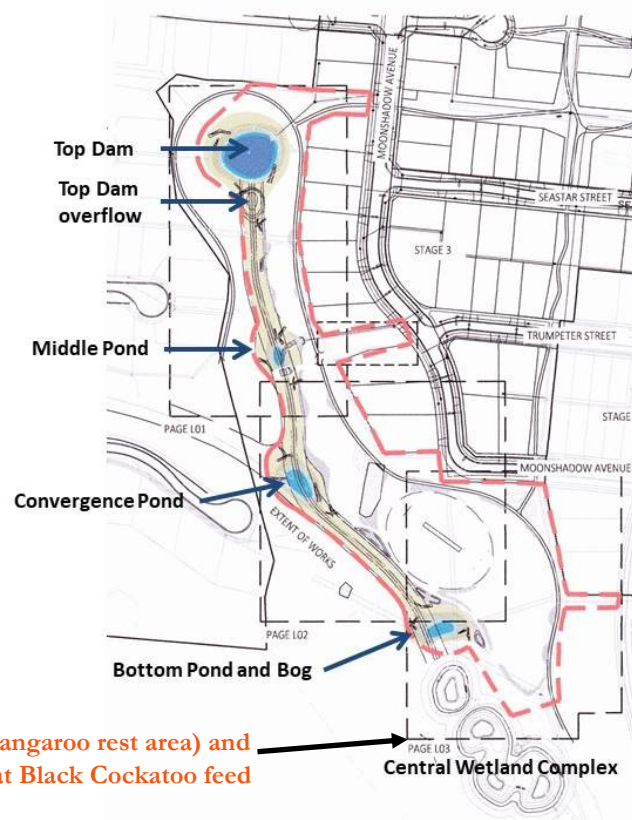 MOONSHADOW AVENUE
Top Dam
Top Dam
overflow
SEASTAR STREET
SE
STAGE 3
TRUMPETER STREET
Middle Pond
STAGE
PAGE L01
MOONSHADOW AVENUE
Convergence Pond
EXTENT OF WORKS
PAGE L02
Bottom Pond and Bog
angaroo rest area) and
at Black Cockatoo feed
PAGE L03
Central Wetland Complex